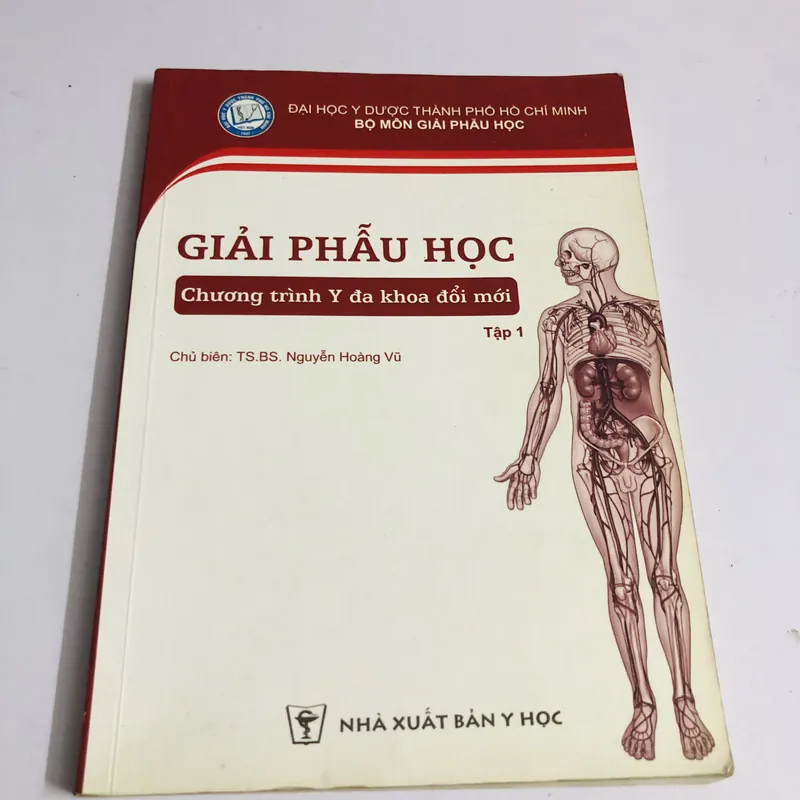 ĐẠI HỌC Y DƯỢC THÀNH PHỐ HỒ CHÍ MINH
BỘ MÔN GIẢI PHẪU HỌC
GIẢI PHẪU HỌC
Chương trình Y đa khoa đổi mới
Tập 1
Chủ biên: TS.BS. Nguyễn Hoàng Vũ
NHÀ XUẤT BẢN Y HỌC